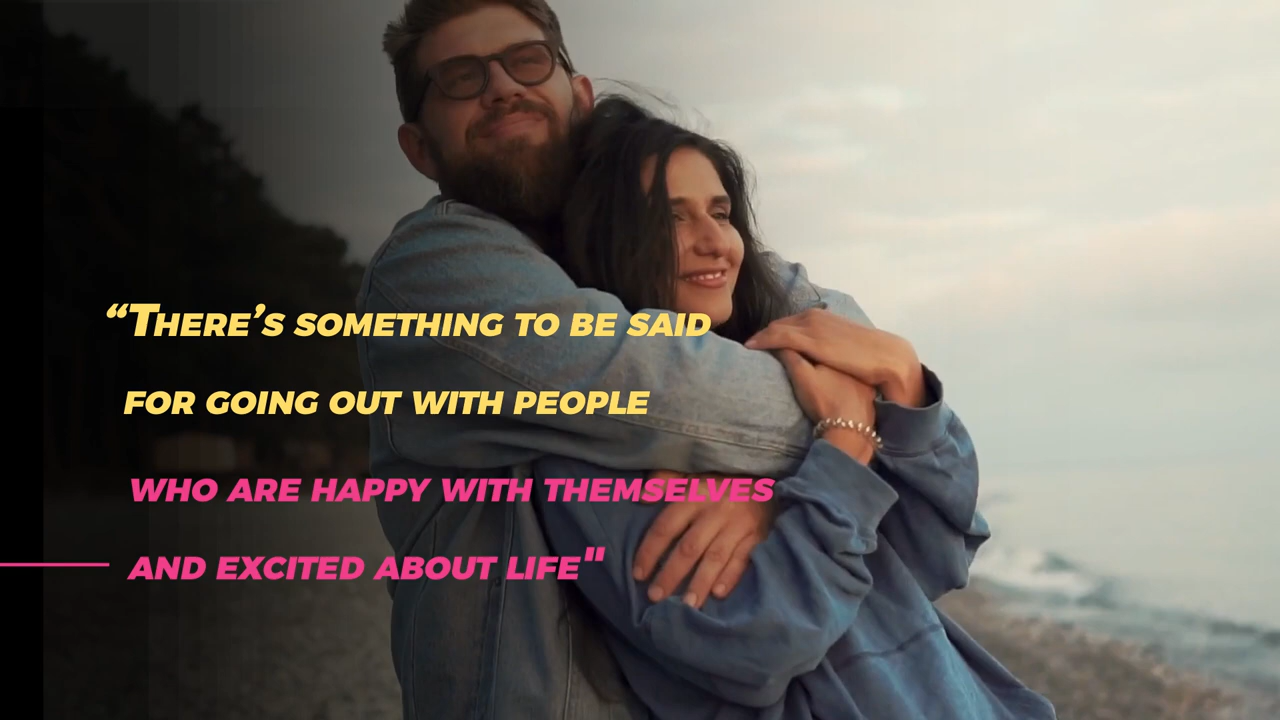 “There’s something to be said
for going out with people
who are happy with themselves
and excited about life"